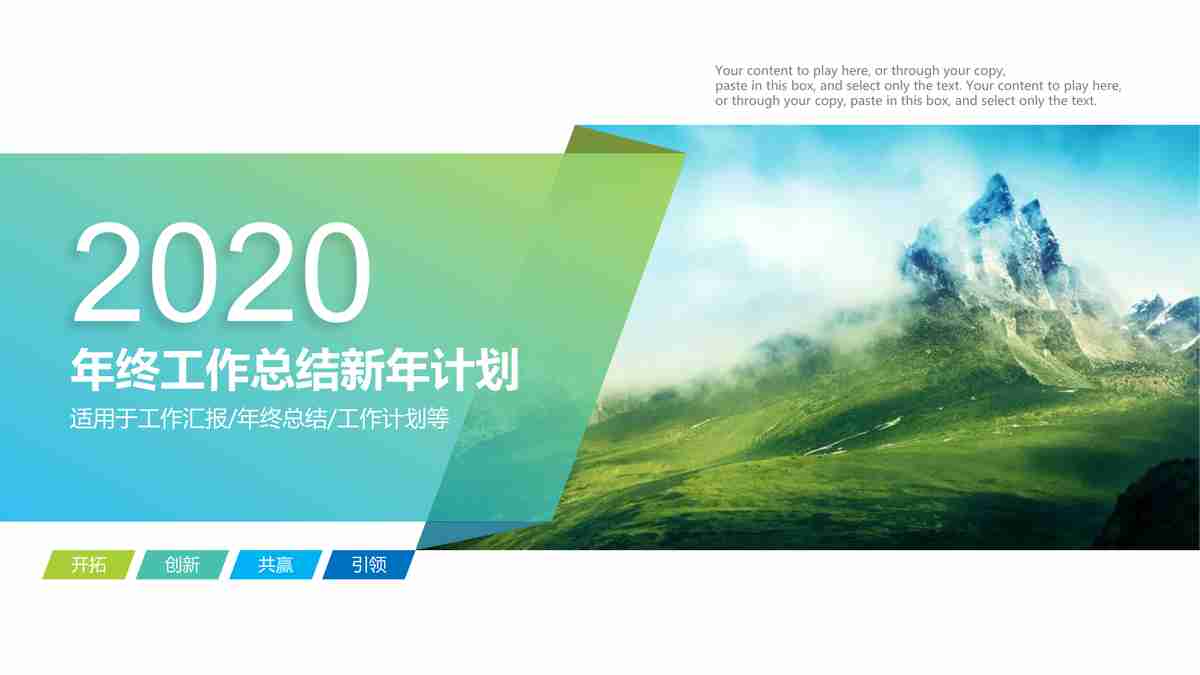 Your content to play here, or through your copy,
paste in this box, and select only the text. Your content to play here,
or through your copy, paste in this box, and select only the text.
2020
年终工作总结新年计划
适用于工作汇报/年终总结/工作计划等
开拓 创新 共赢 引领